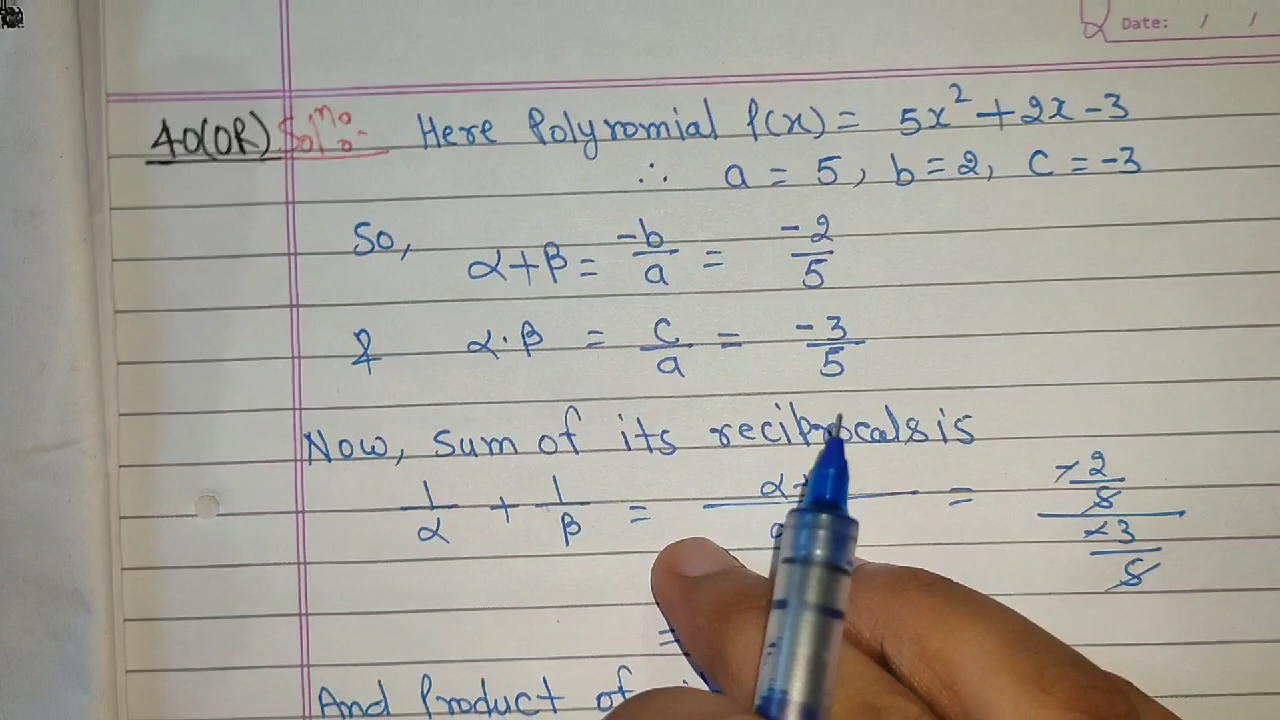 Date: / /
40(OR) Solno:- Here Polynomial P(x) = 5x² + 2x - 3
∴ a = 5, b = 2, c = -3
So, α+β = -b/a = -2/5
& α·β = c/a = -3/5
Now, Sum of its reciprocals is
1/α + 1/β = = -2/5 / -3/5
=
And Product of